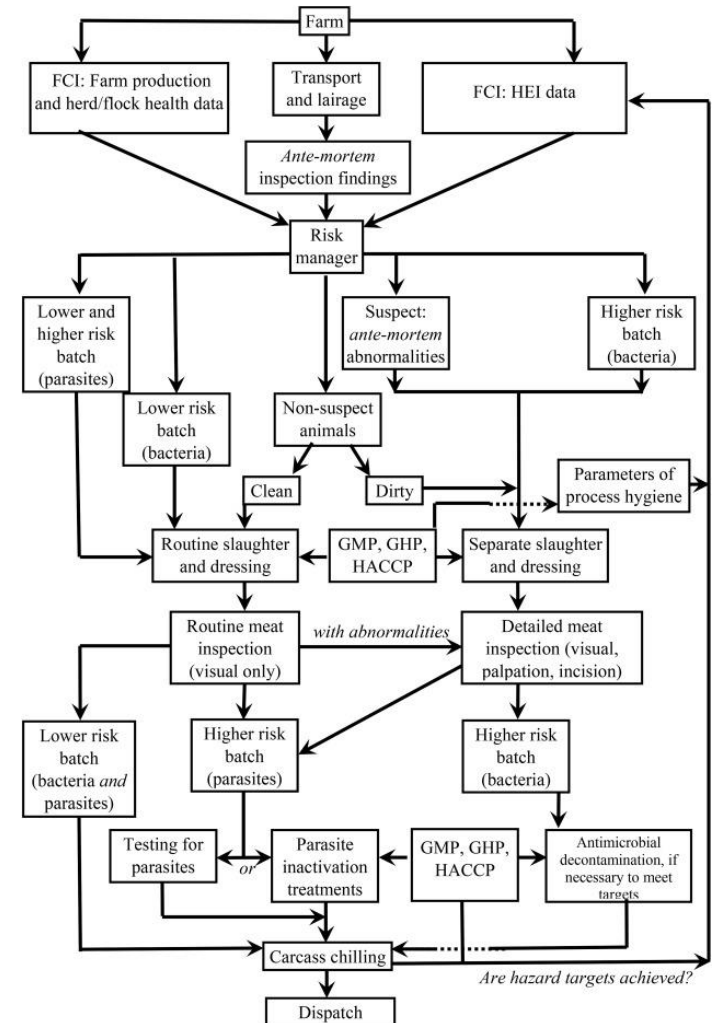 Farm
FCI: Farm production
and herd/flock health data
Transport
and lairage
FCI: HEI data
Ante-mortem
inspection findings
Risk
manager
Lower and
higher risk
batch
(parasites)
Suspect:
ante-mortem
abnormalities
Higher risk
batch
(bacteria)
Lower risk
batch
(bacteria)
Non-suspect
animals
Clean
Dirty
Parameters of
process hygiene
Routine slaughter
and dressing
GMP, GHP,
HACCP
Separate slaughter
and dressing
Routine meat
inspection
(visual only)
with abnormalities
Detailed meat
inspection (visual,
palpation, incision)
Lower risk
batch
(bacteria and
parasites)
Higher risk
batch
(parasites)
Higher risk
batch
(bacteria)
Testing for
parasites
or
Parasite
inactivation
treatments
GMP, GHP,
HACCP
Antimicrobial
decontamination, if
necessary to meet
targets
Carcass chilling
Are hazard targets achieved?
Dispatch